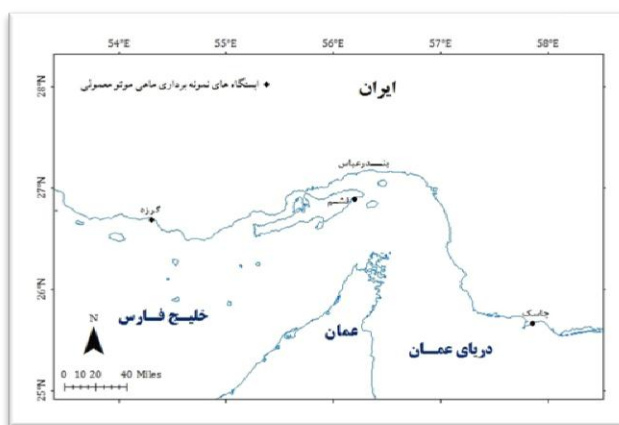 54°E 55°E 56°E 57°E 58°E
28°N
27°N
26°N
25°N
ایستگاه های نمونه برداری ماهی موتو معمولی
ایران
بندرعباس
قشم
گرزه
جاسک
خلیج فارس
عمان
دریای عمان
N
0 10 20 40 Miles